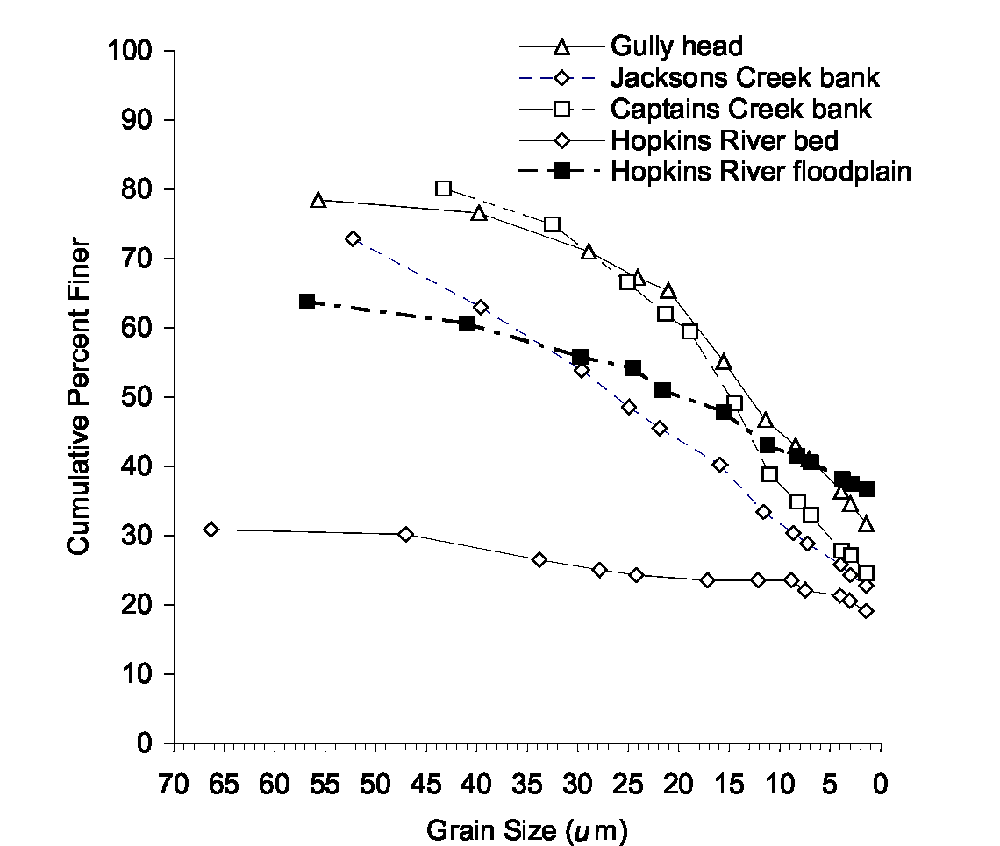 100
90
80
70
60
50
40
30
20
10
0
Cumulative Percent Finer
Gully head
Jacksons Creek bank
Captains Creek bank
Hopkins River bed
Hopkins River floodplain
70 65 60 55 50 45 40 35 30 25 20 15 10 5 0
Grain Size (um)